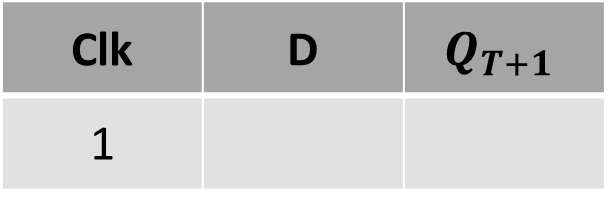 Clk D Q_{T+1}
1